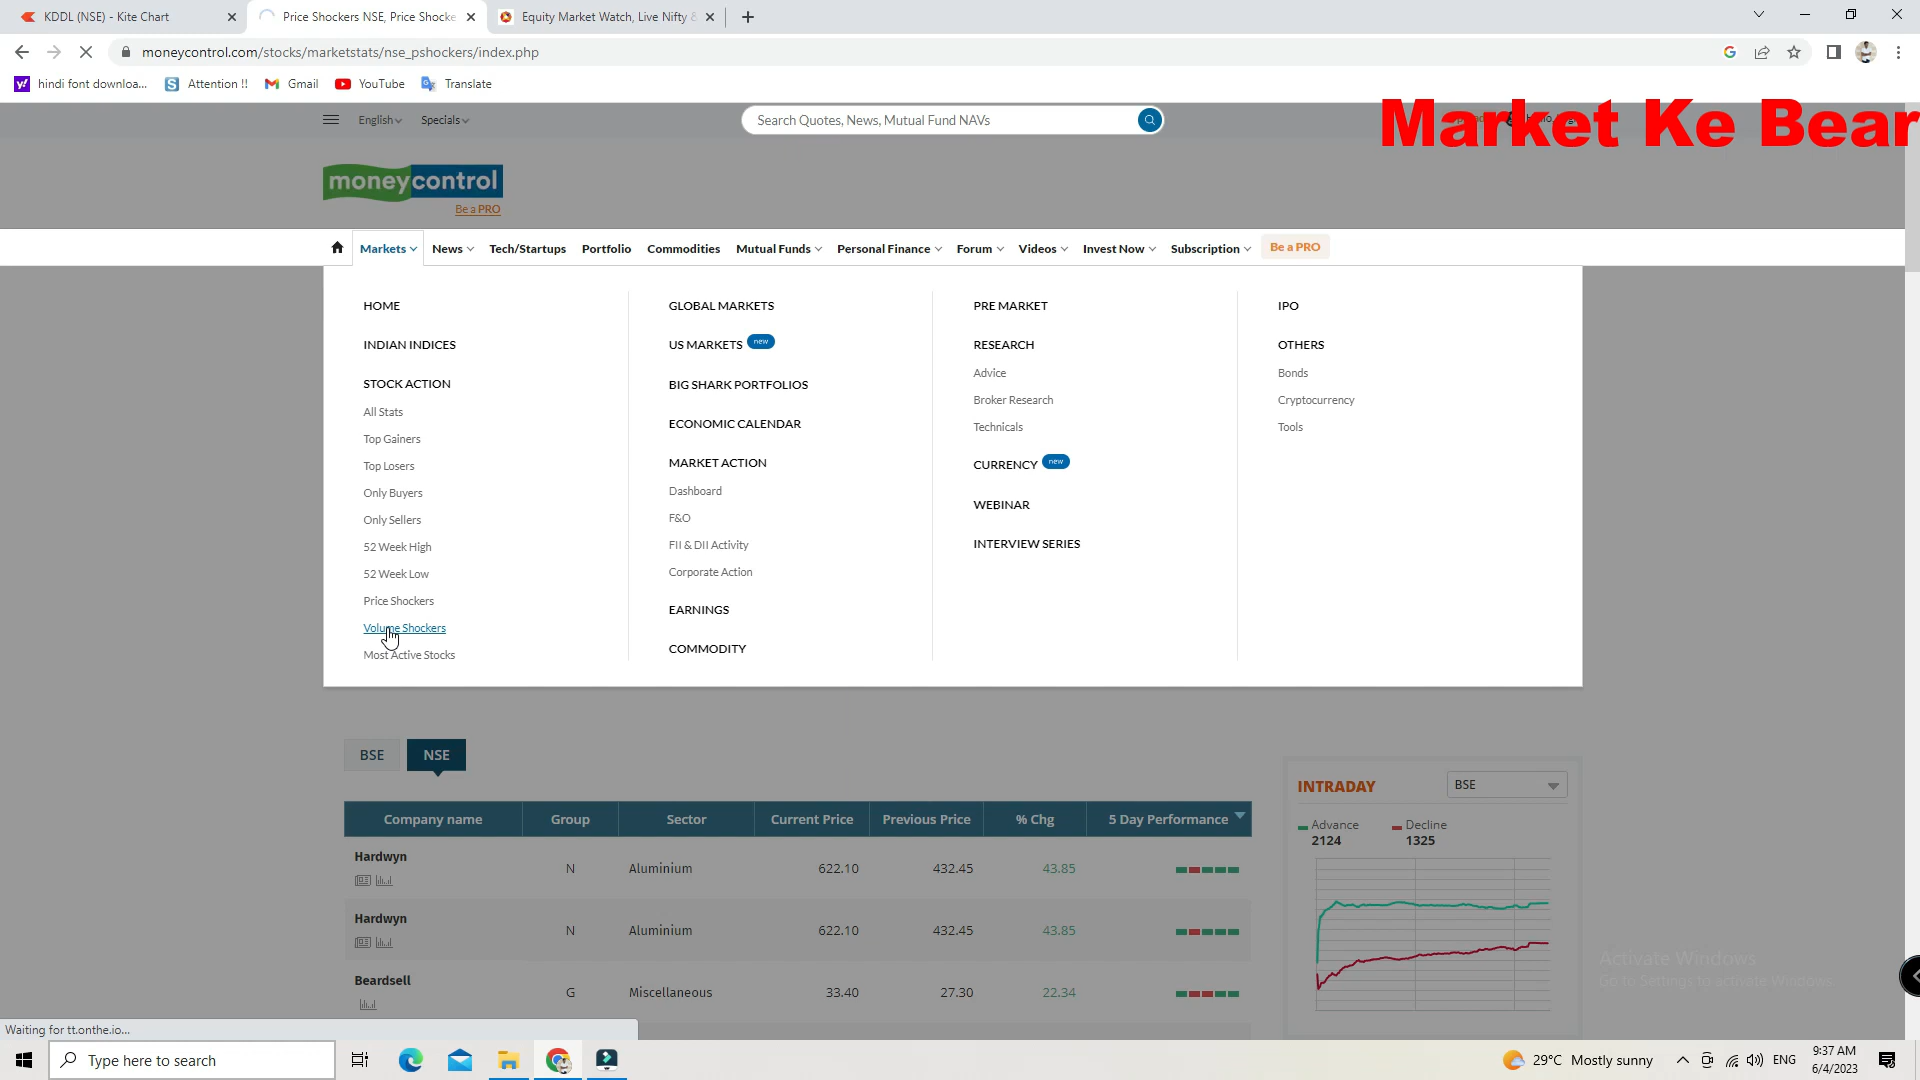 KDDL (NSE) - Kite Chart
Price Shockers NSE, Price Shocke
Equity Market Watch, Live Nifty
moneycontrol.com/stocks/marketstats/nse_pshockers/index.php
hindi font downloa...
Attention !!
Gmail
YouTube
Translate
English
Specials
Search Quotes, News, Mutual Fund NAVs
Market Ke Bear
moneycontrol
Be a PRO
Markets
News
Tech/Startups
Portfolio
Commodities
Mutual Funds
Personal Finance
Forum
Videos
Invest Now
Subscription
Be a PRO
HOME
INDIAN INDICES
STOCK ACTION
All Stats
Top Gainers
Top Losers
Only Buyers
Only Sellers
52 Week High
52 Week Low
Price Shockers
Volume Shockers
Most Active Stocks
GLOBAL MARKETS
US MARKETS new
BIG SHARK PORTFOLIOS
ECONOMIC CALENDAR
MARKET ACTION
Dashboard
F&O
FII & DII Activity
Corporate Action
EARNINGS
COMMODITY
PRE MARKET
RESEARCH
Advice
Broker Research
Technicals
CURRENCY new
WEBINAR
INTERVIEW SERIES
IPO
OTHERS
Bonds
Cryptocurrency
Tools
BSE NSE
Company name Group Sector Current Price Previous Price % Chg 5 Day Performance
Hardwyn N Aluminium 622.10 432.45 43.85
Hardwyn N Aluminium 622.10 432.45 43.85
Beardsell G Miscellaneous 33.40 27.30 22.34
INTRADAY BSE
Advance Decline
2124 1325
Activate Windows
Go to Settings to activate Windows.
Waiting for tt.onthe.io...
Type here to search
29°C Mostly sunny
ENG
9:37 AM
6/4/2023